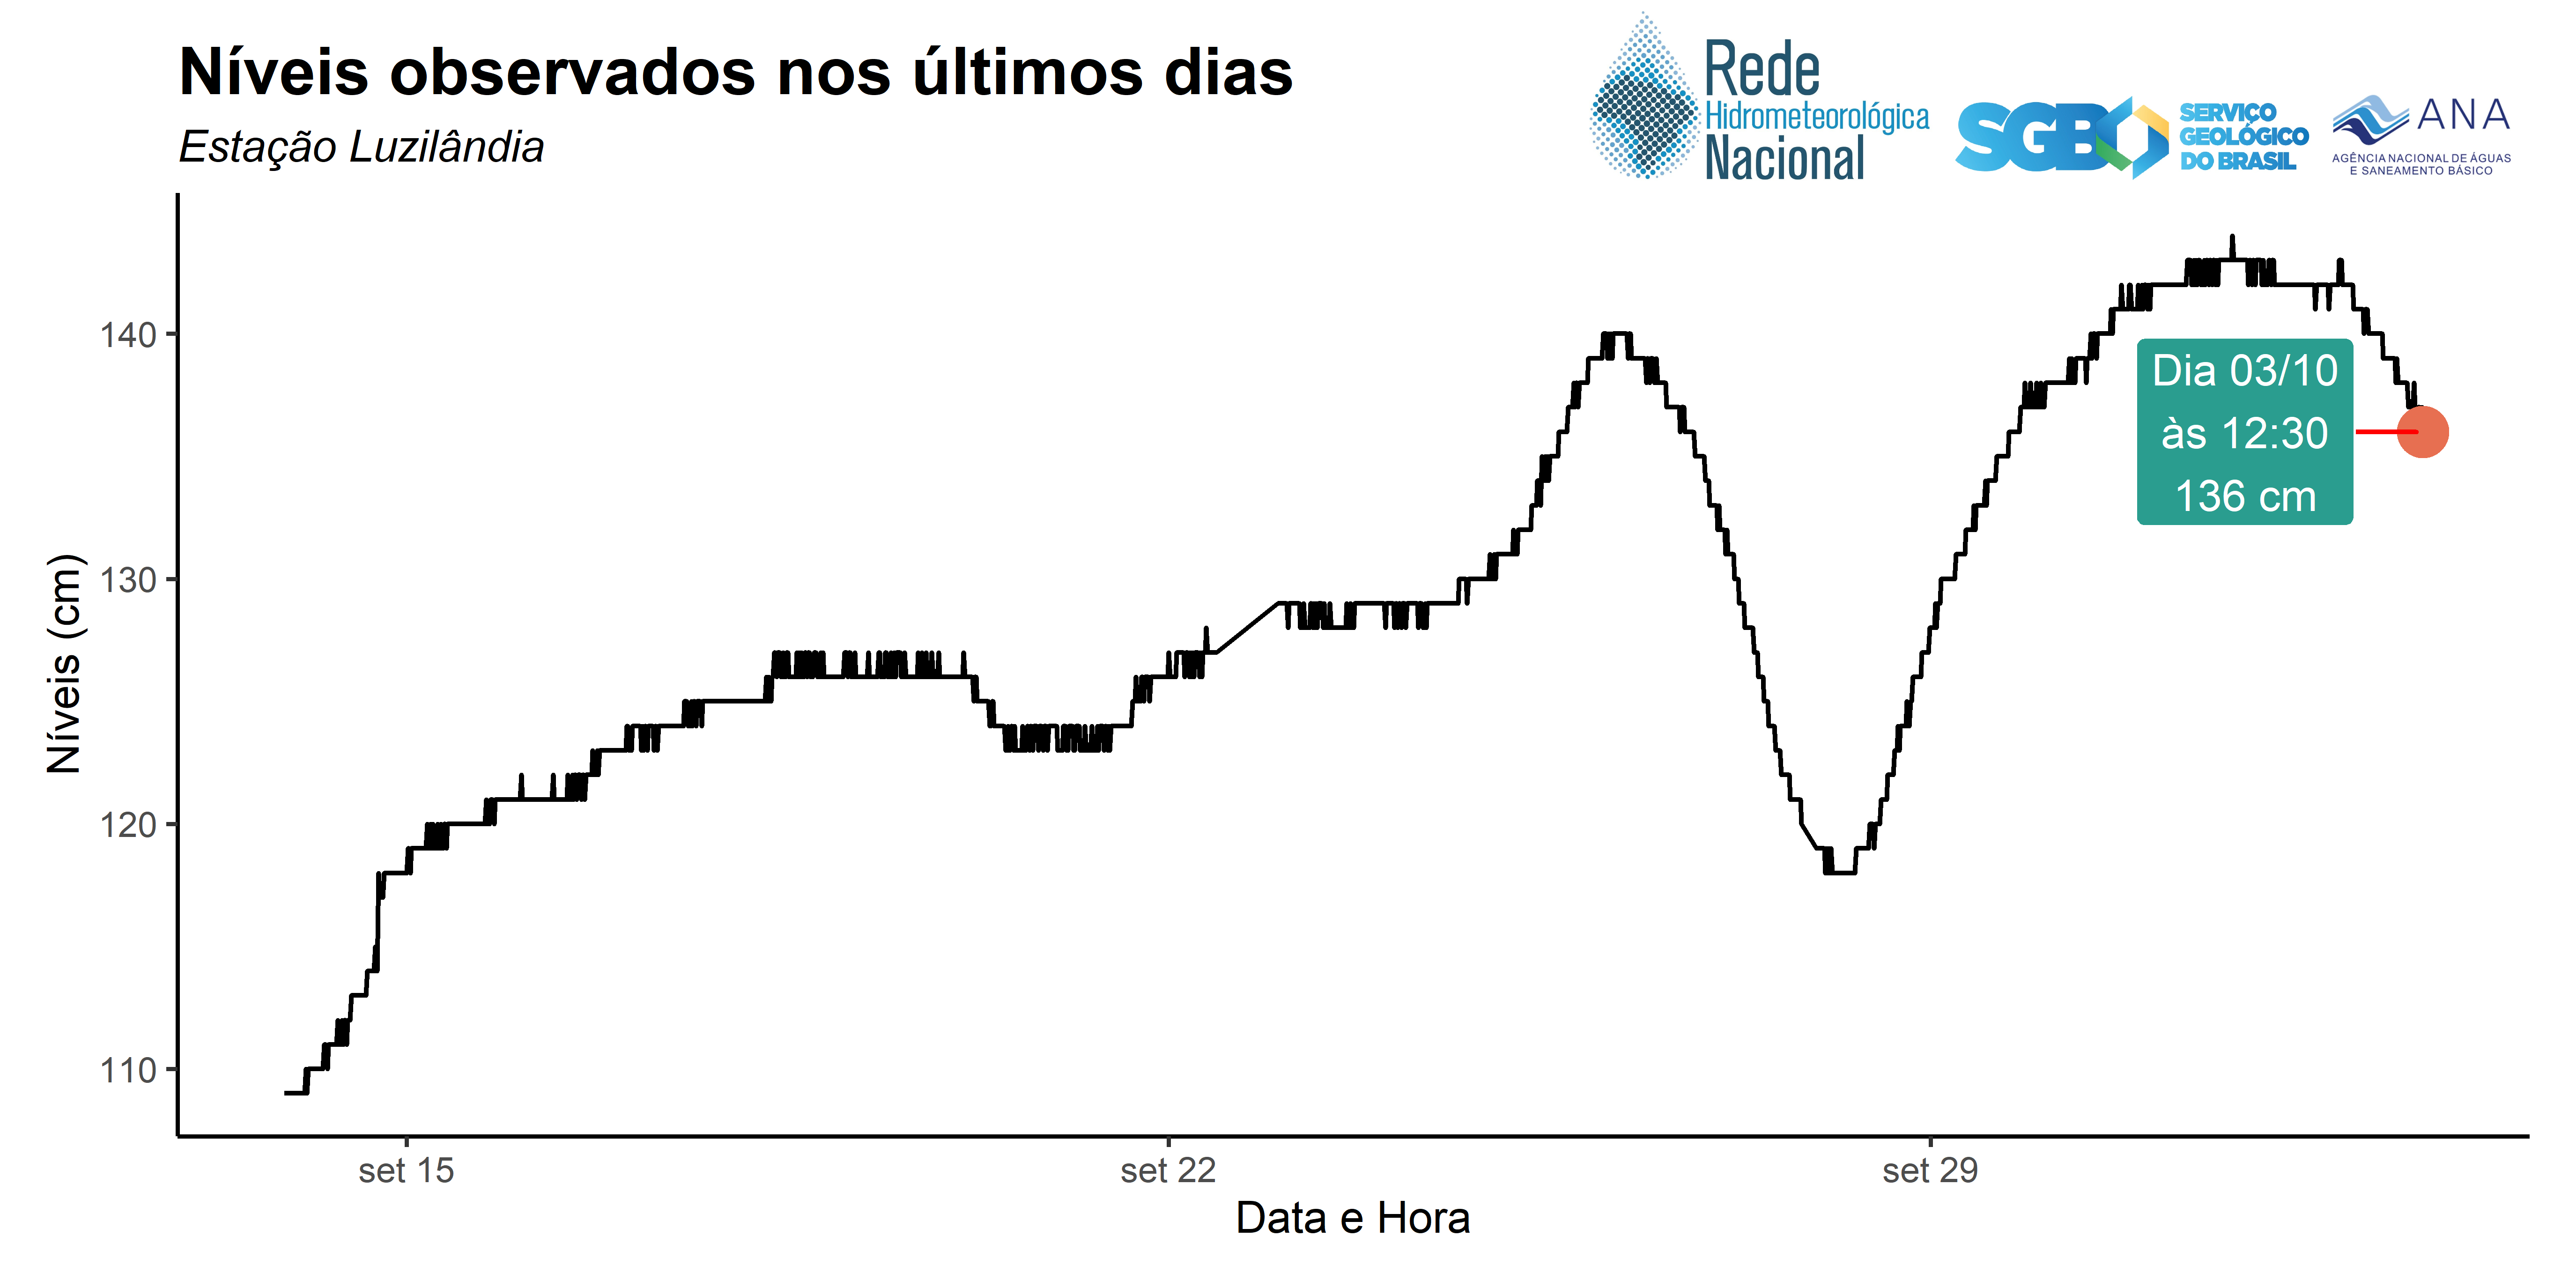 Níveis observados nos últimos dias
Estação Luzilândia
Rede
Hidrometeorológica
Nacional
SGB
SERVIÇO
GEOLÓGICO
DO BRASIL
ANA
AGÊNCIA NACIONAL DE ÁGUAS
E SANEAMENTO BÁSICO
Níveis (cm)
140
130
120
110
Dia 03/10
às 12:30
136 cm
set 15
set 22
set 29
Data e Hora